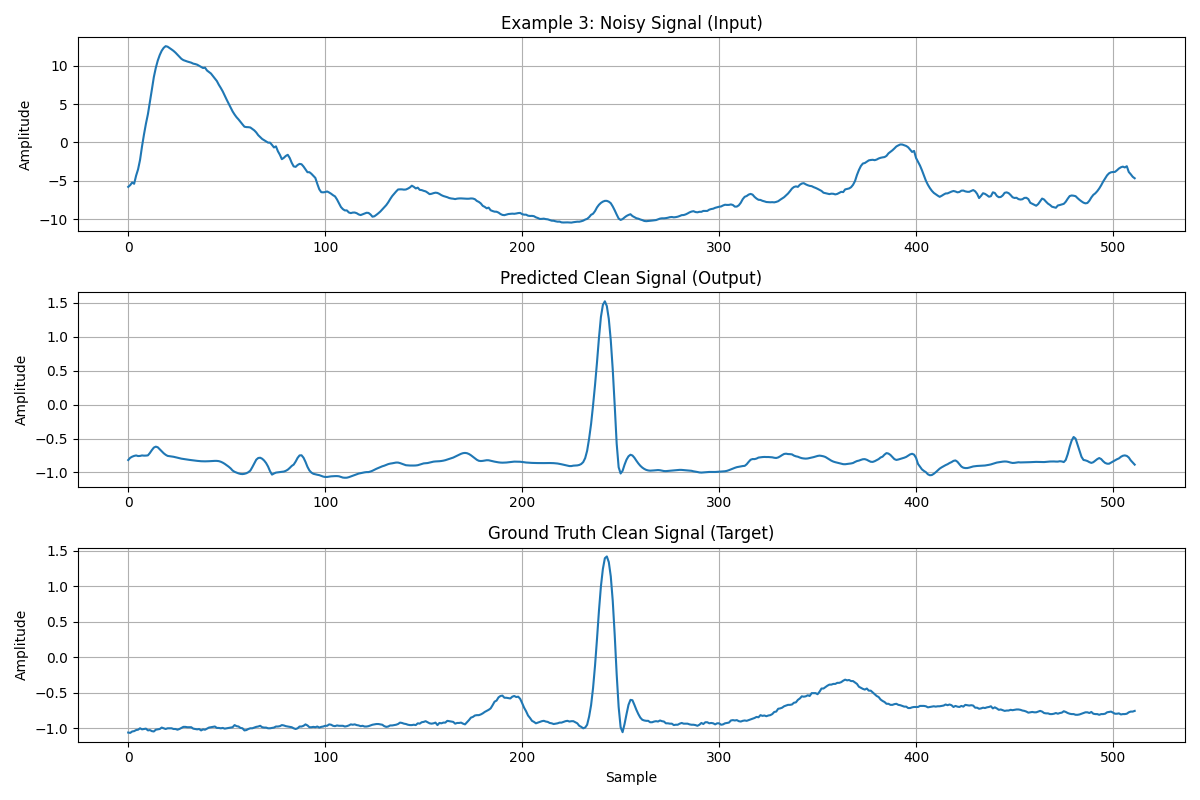 Example 3: Noisy Signal (Input)
10
5
0
−5
−10
Amplitude
0 100 200 300 400 500
Predicted Clean Signal (Output)
1.5
1.0
0.5
0.0
−0.5
−1.0
Amplitude
0 100 200 300 400 500
Ground Truth Clean Signal (Target)
1.5
1.0
0.5
0.0
−0.5
−1.0
Amplitude
0 100 200 300 400 500
Sample